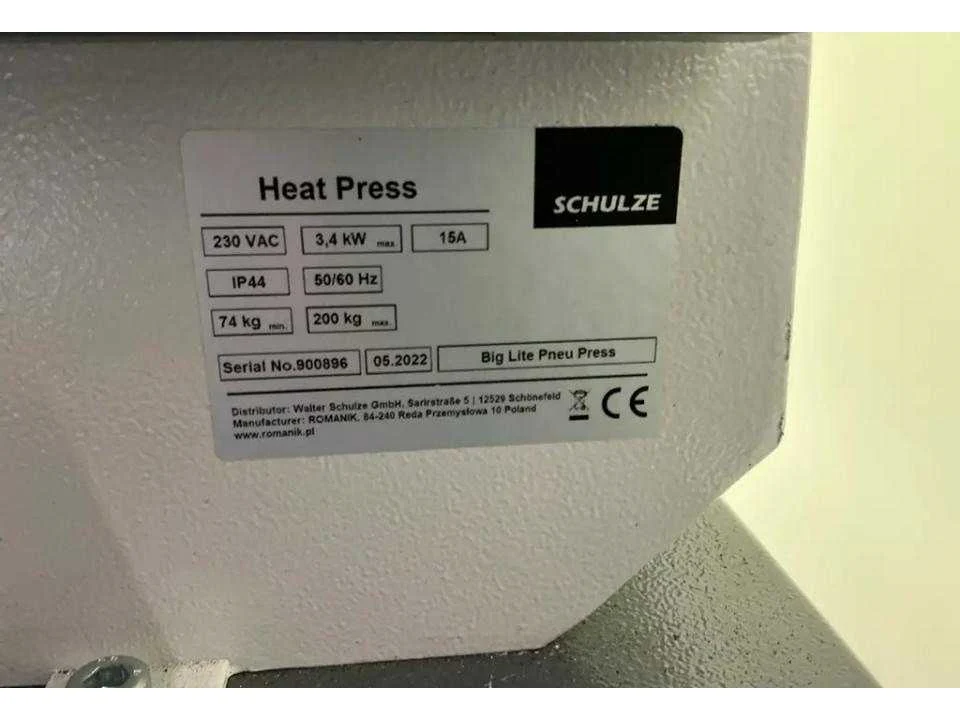 Heat Press
SCHULZE
230 VAC 3,4 kW max. 15A
IP44 50/60 Hz
74 kg min. 200 kg max.
Serial No.900896 05.2022 Big Lite Pneu Press
Distributor: Walter Schulze GmbH, Sarirstraße 5 | 12529 Schönefeld
Manufacturer: ROMANIK, 84-240 Reda Przemysłowa 10 Poland
www.romanik.pl
CE